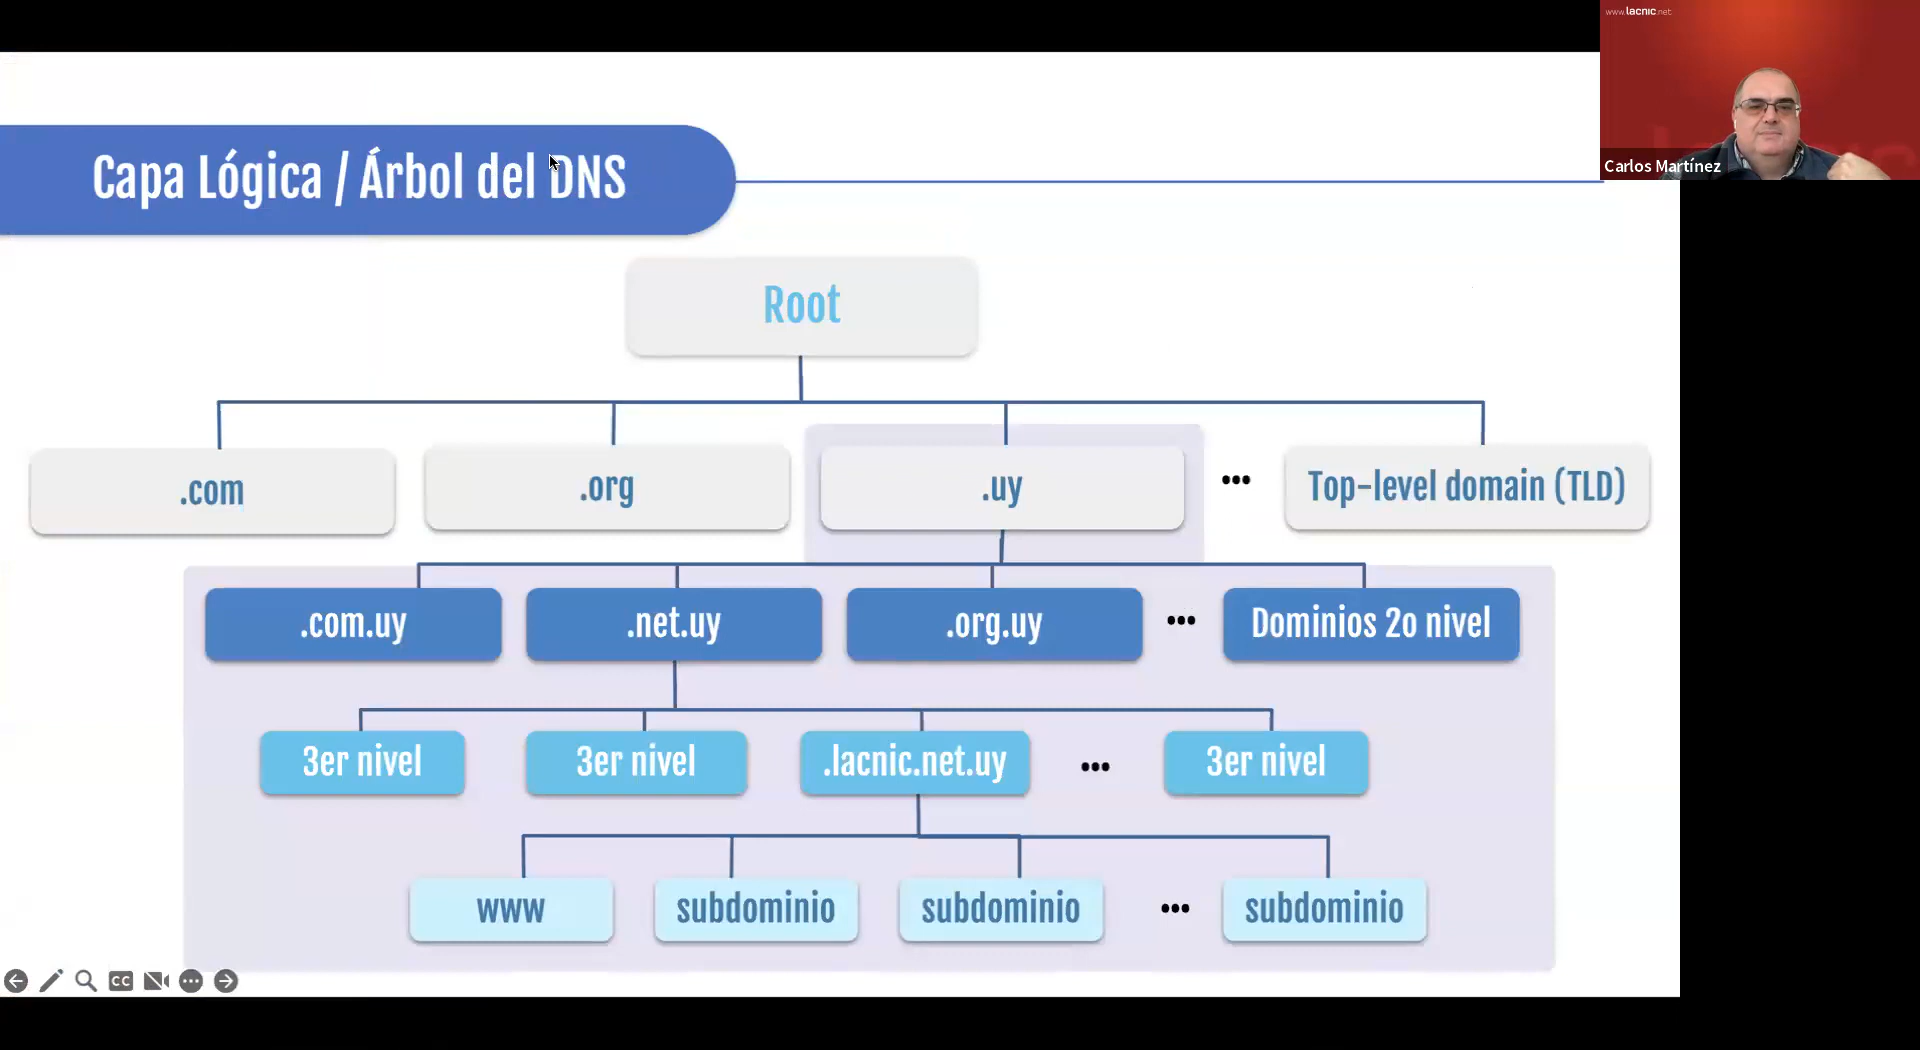 www.lacnic.net
Carlos Martínez
Capa Lógica / Árbol del DNS
Root
.com
.org
.uy
•••
Top-level domain (TLD)
.com.uy
.net.uy
.org.uy
•••
Dominios 2o nivel
3er nivel
3er nivel
.lacnic.net.uy
•••
3er nivel
www
subdominio
subdominio
•••
subdominio
CC